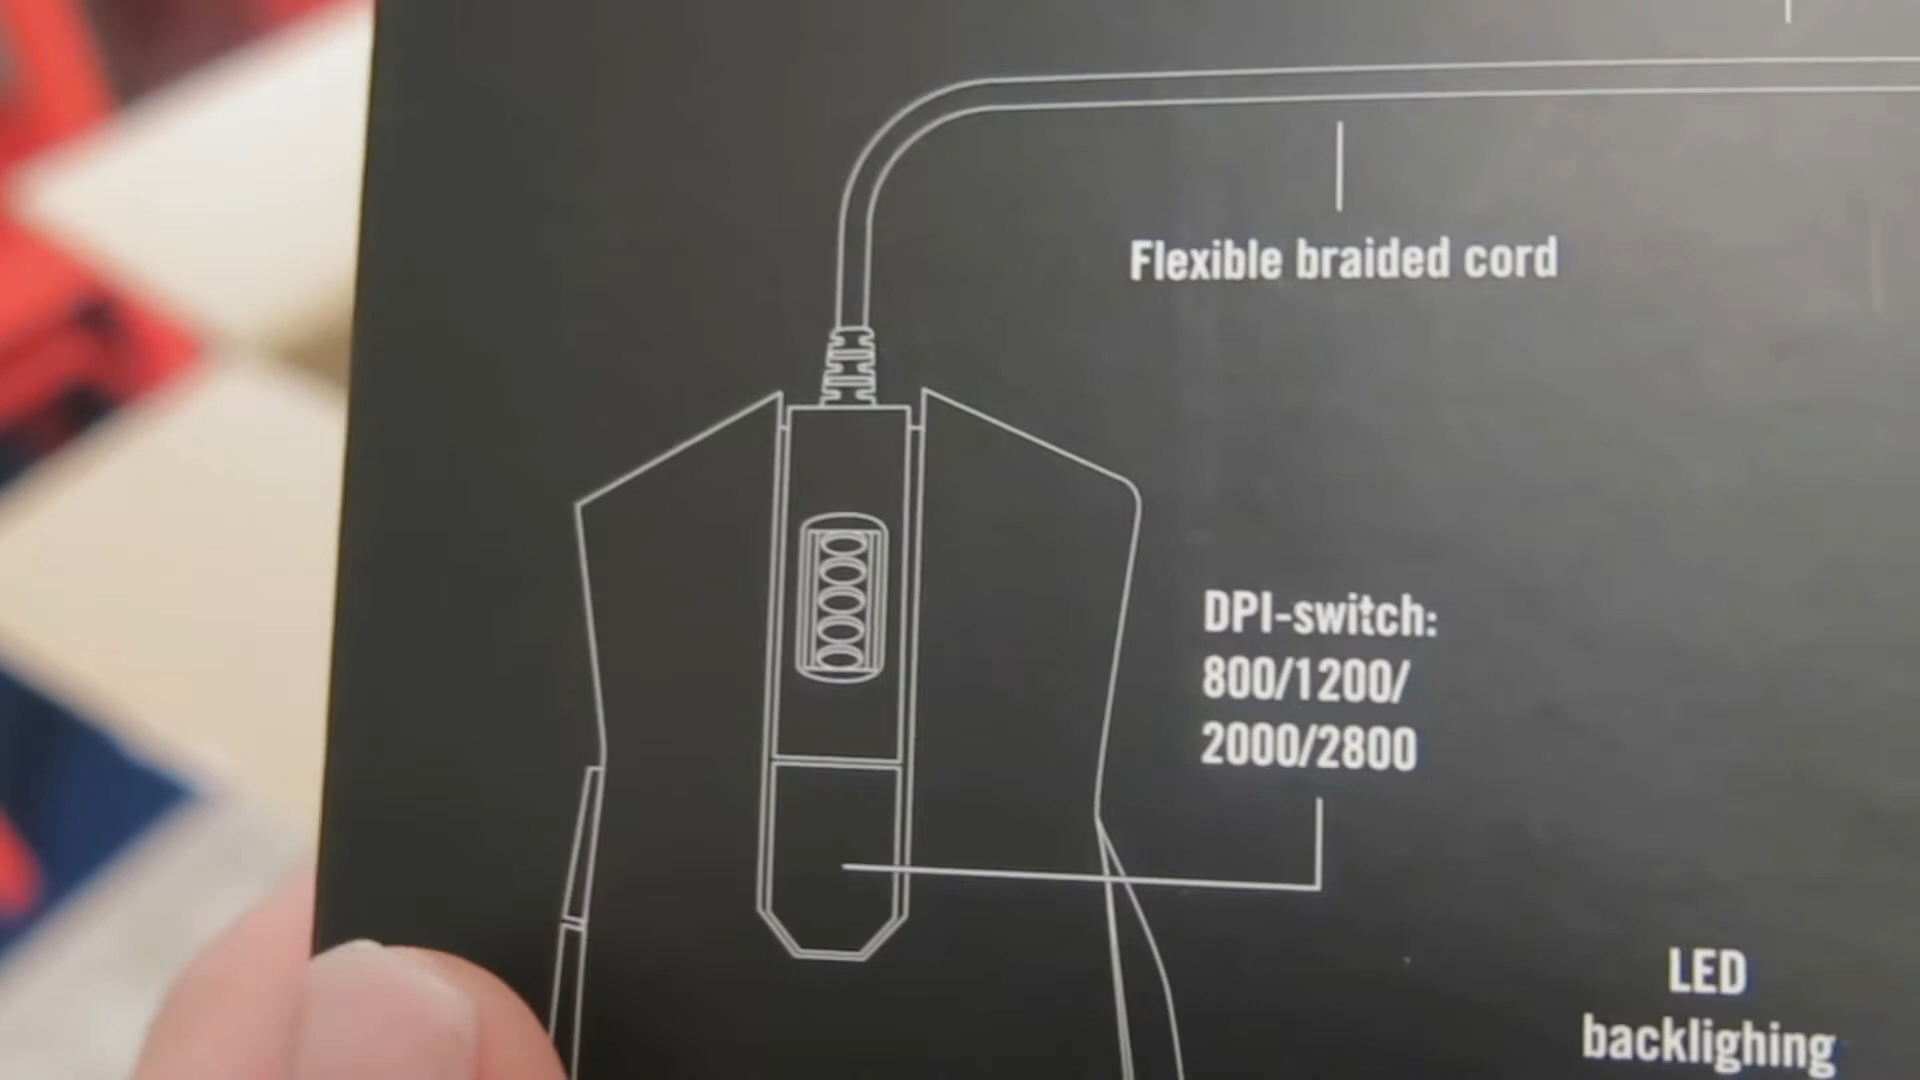 Flexible braided cord
DPI-switch:
800/1200/
2000/2800
LED
backlighing